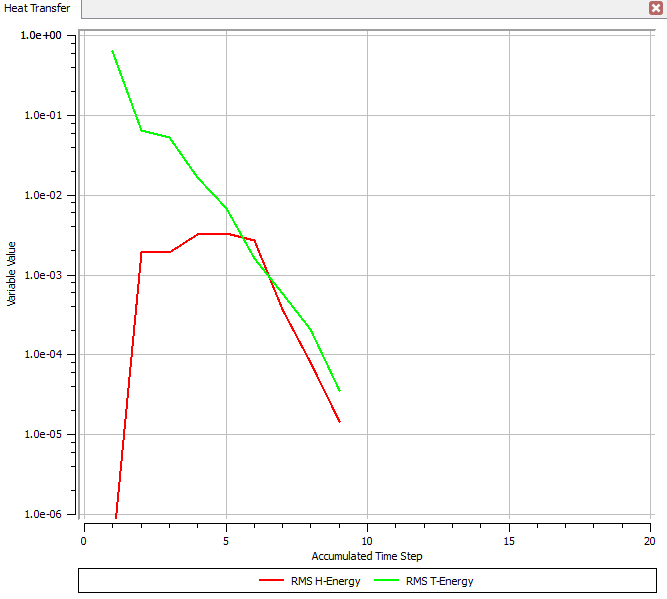 Heat Transfer
1.0e+00
1.0e-01
1.0e-02
1.0e-03
1.0e-04
1.0e-05
1.0e-06
Variable Value
0 5 10 15 20
Accumulated Time Step
RMS H-Energy RMS T-Energy